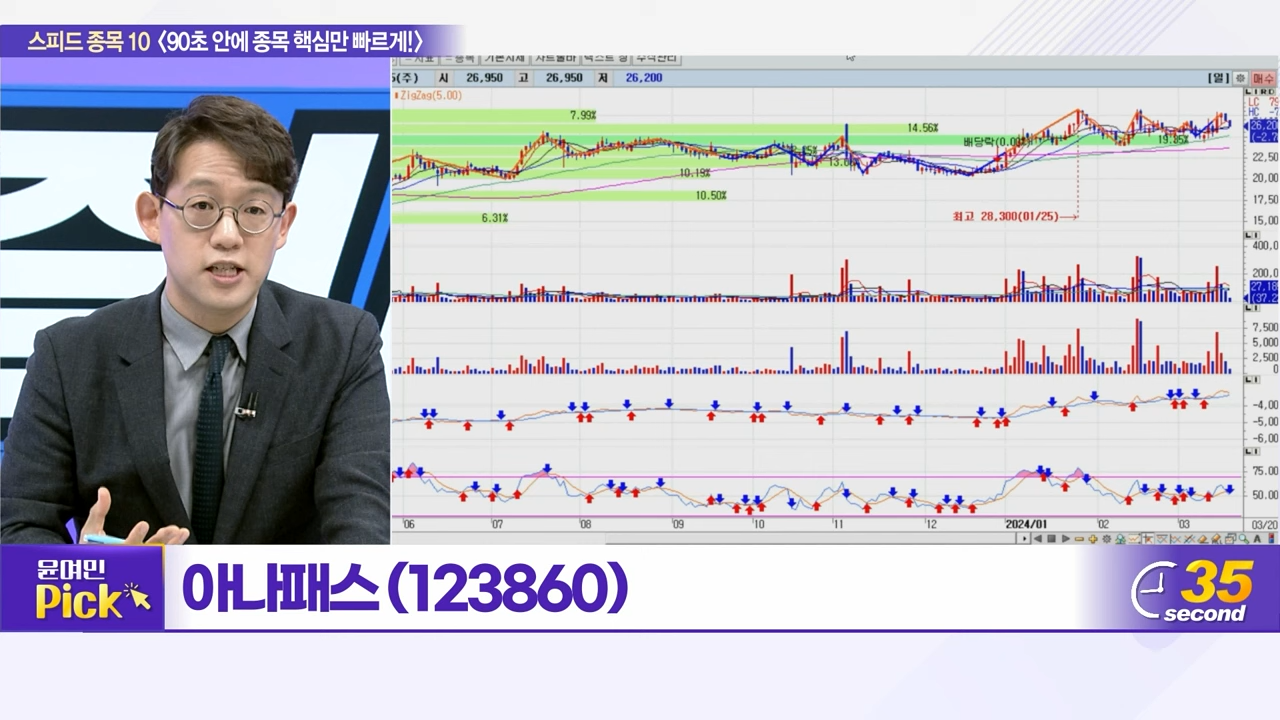 스피드 종목 10 〈90초 안에 종목 핵심만 빠르게!〉
시 26,950 고 26,950 저 26,200 [일] 매수
ZigZag(5.00)
7.99%
14.56%
배당락
19.85%
10.19%
10.50%
6.31%
최고 28,300(01/25)
22,50
20,00
17,50
15,00
400,0
200,0
7,500
5,000
2,500
0
-4,00
-5,00
-6,00
75.00
50.00
06 07 08 09 10 11 12 2024/01 02 03 03/20
윤여민
Pick
아나패스(123860)
35
second